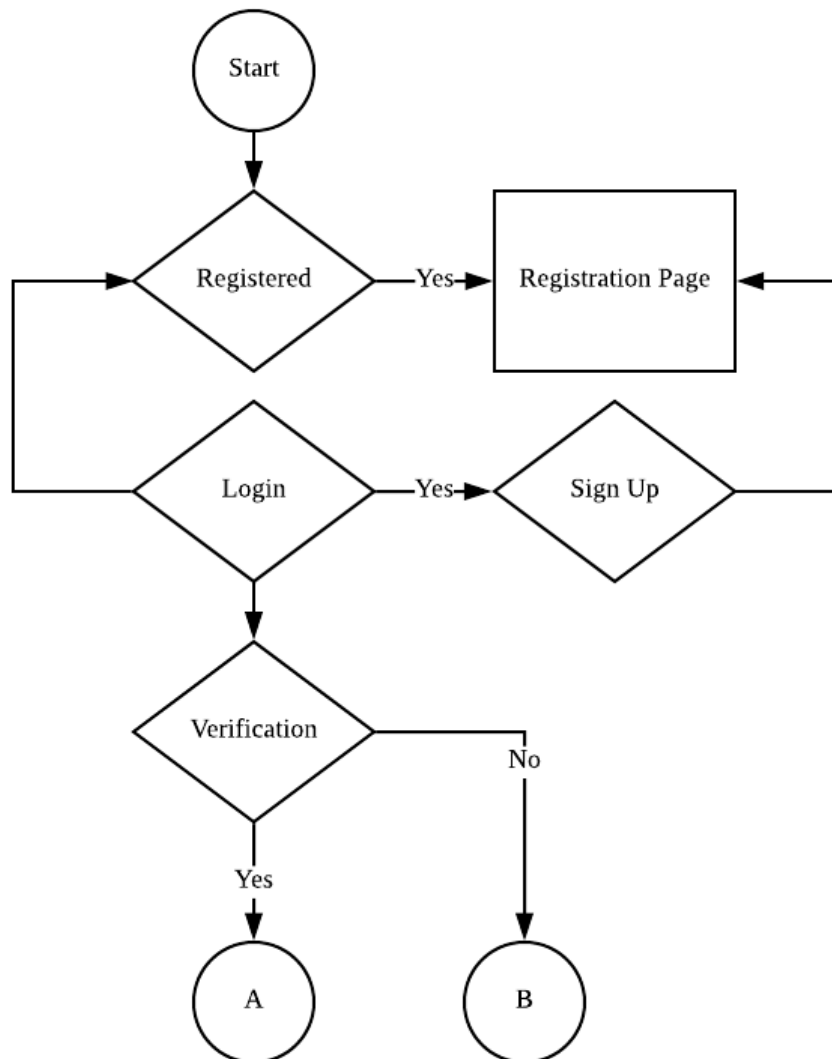 Start
Registered
Yes
Registration Page
Login
Yes
Sign Up
Verification
No
Yes
A
B